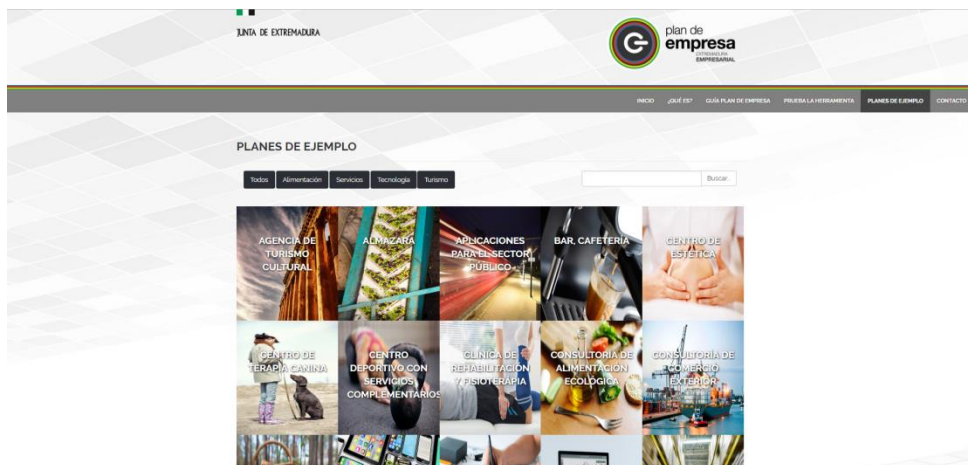 JUNTA DE EXTREMADURA
plan de
empresa
EXTREMADURA
EMPRESARIAL
INICIO ¿QUÉ ES? GUÍA PLAN DE EMPRESA PRUEBA LA HERRAMIENTA PLANES DE EJEMPLO CONTACTO
PLANES DE EJEMPLO
Todos Alimentación Servicios Tecnología Turismo Buscar
AGENCIA DE
TURISMO
CULTURAL
ALMAZARA
APLICACIONES
PARA EL SECTOR
PÚBLICO
BAR, CAFETERÍA
CENTRO DE
ESTÉTICA
CENTRO DE
TERAPIA CANINA
CENTRO
DEPORTIVO CON
SERVICIOS
COMPLEMENTARIOS
CLÍNICA DE
REHABILITACIÓN
Y FISIOTERAPIA
CONSULTORÍA DE
ALIMENTACIÓN
ECOLÓGICA
CONSULTORÍA DE
COMERCIO
EXTERIOR